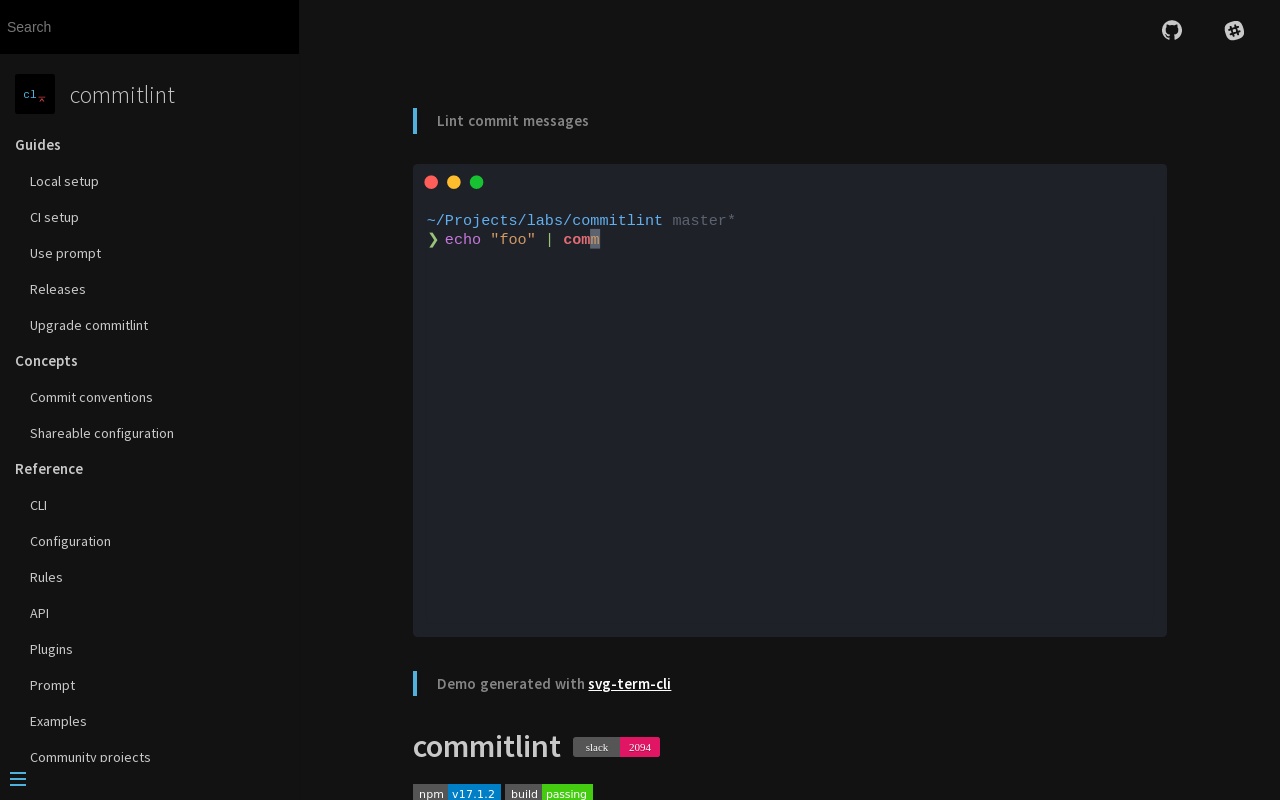 Search
cl
commitlint
Guides
Local setup
CI setup
Use prompt
Releases
Upgrade commitlint
Concepts
Commit conventions
Shareable configuration
Reference
CLI
Configuration
Rules
API
Plugins
Prompt
Examples
Community projects
Lint commit messages
~/Projects/labs/commitlint master*
❯ echo "foo" | comm
Demo generated with svg-term-cli
commitlint slack 2094
npm v17.1.2 build passing